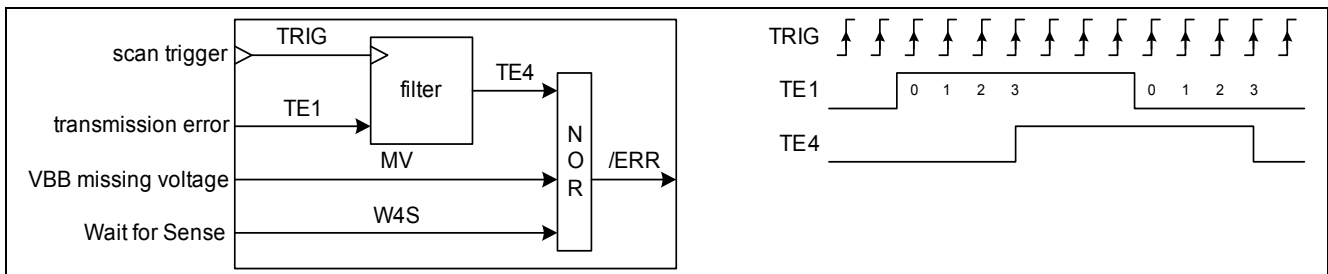 scan trigger
TRIG
filter
TE4
transmission error
TE1
VBB missing voltage
MV
Wait for Sense
W4S
N
O
R
/ERR
TRIG
TE1
0 1 2 3 0 1 2 3
TE4